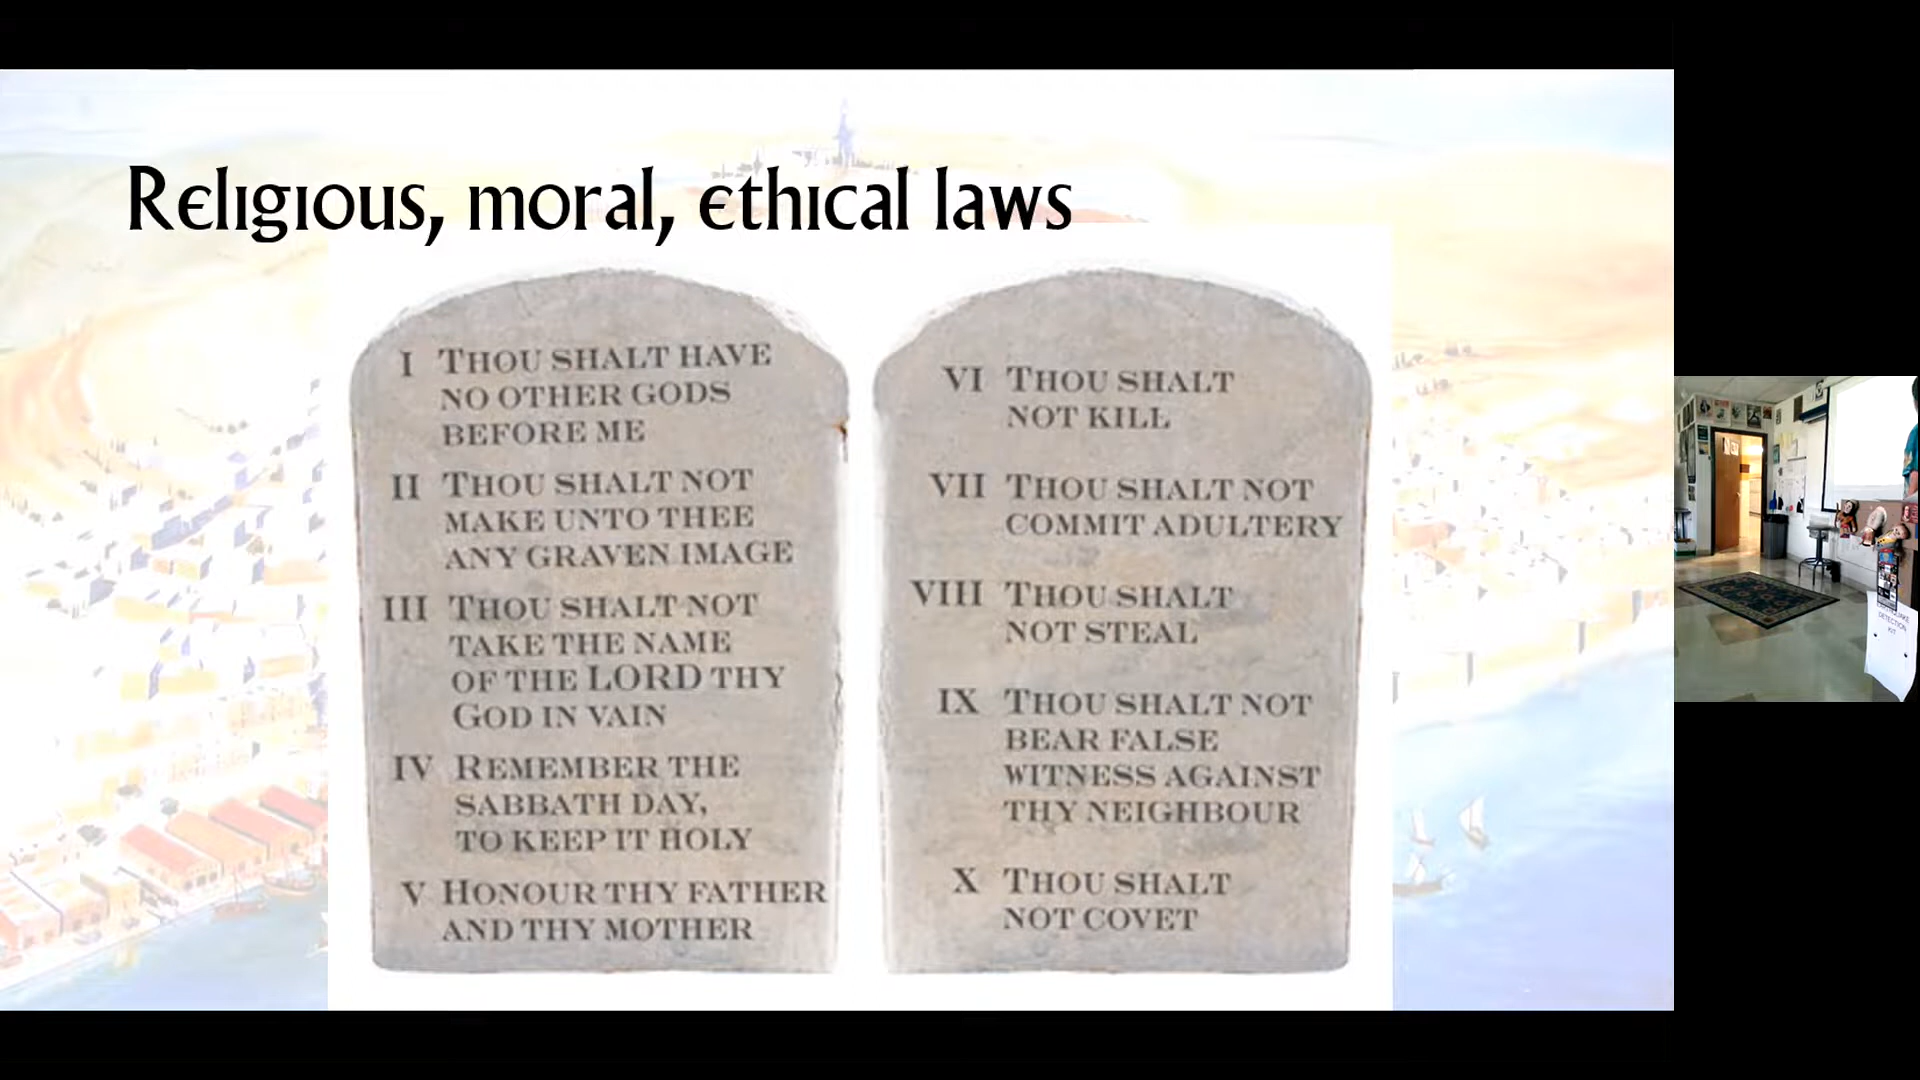 Religious, moral, ethical laws
I THOU SHALT HAVE
NO OTHER GODS
BEFORE ME
II THOU SHALT NOT
MAKE UNTO THEE
ANY GRAVEN IMAGE
III THOU SHALT NOT
TAKE THE NAME
OF THE LORD THY
GOD IN VAIN
IV REMEMBER THE
SABBATH DAY,
TO KEEP IT HOLY
V HONOUR THY FATHER
AND THY MOTHER
VI THOU SHALT
NOT KILL
VII THOU SHALT NOT
COMMIT ADULTERY
VIII THOU SHALT
NOT STEAL
IX THOU SHALT NOT
BEAR FALSE
WITNESS AGAINST
THY NEIGHBOUR
X THOU SHALT
NOT COVET
DETECTION
KIT